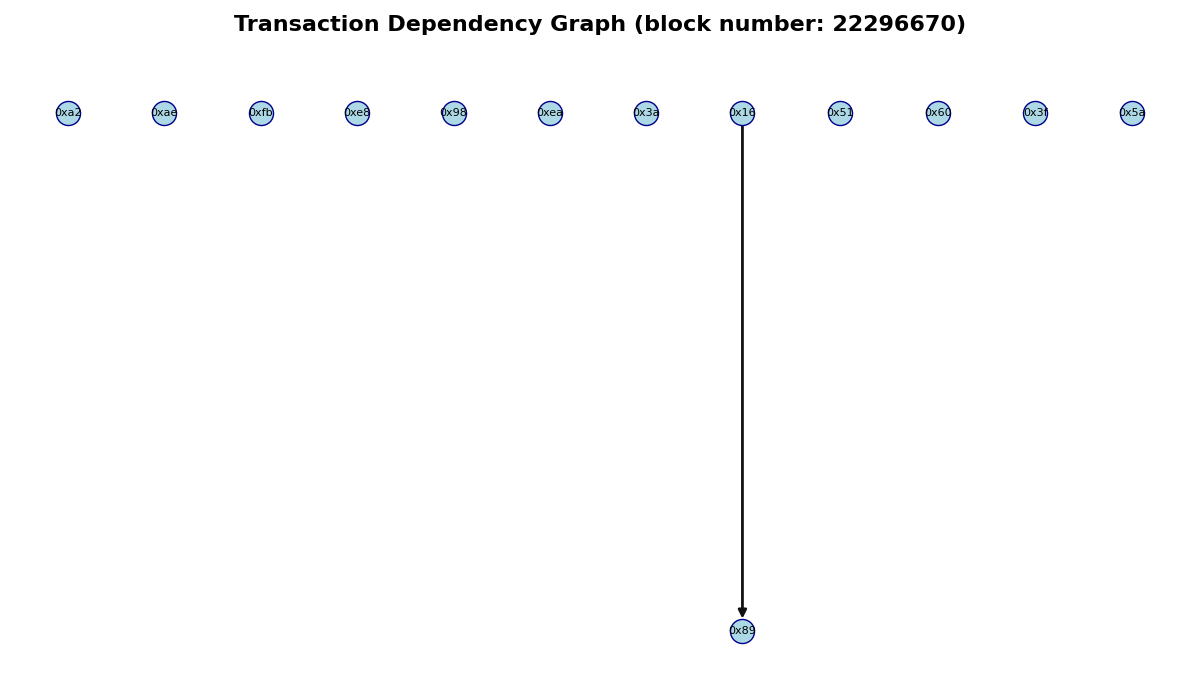 Transaction Dependency Graph (block number: 22296670)
0xa2 0xae 0xfb 0xe8 0x98 0xea 0x3a 0x16 0x51 0x60 0x3f 0x5a
0x89